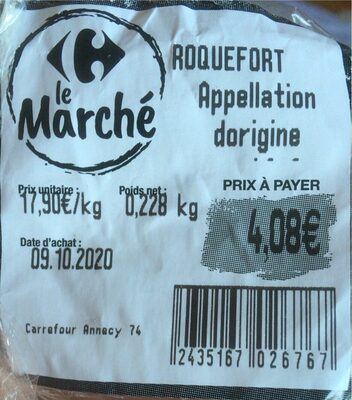 le
Marché
ROQUEFORT
Appellation
dorigine
Prix unitaire : Poids net :
17,90€/kg 0,228 kg
PRIX À PAYER
4,08€
Date d'achat :
09.10.2020
Carrefour Annecy 74
2435167 026767